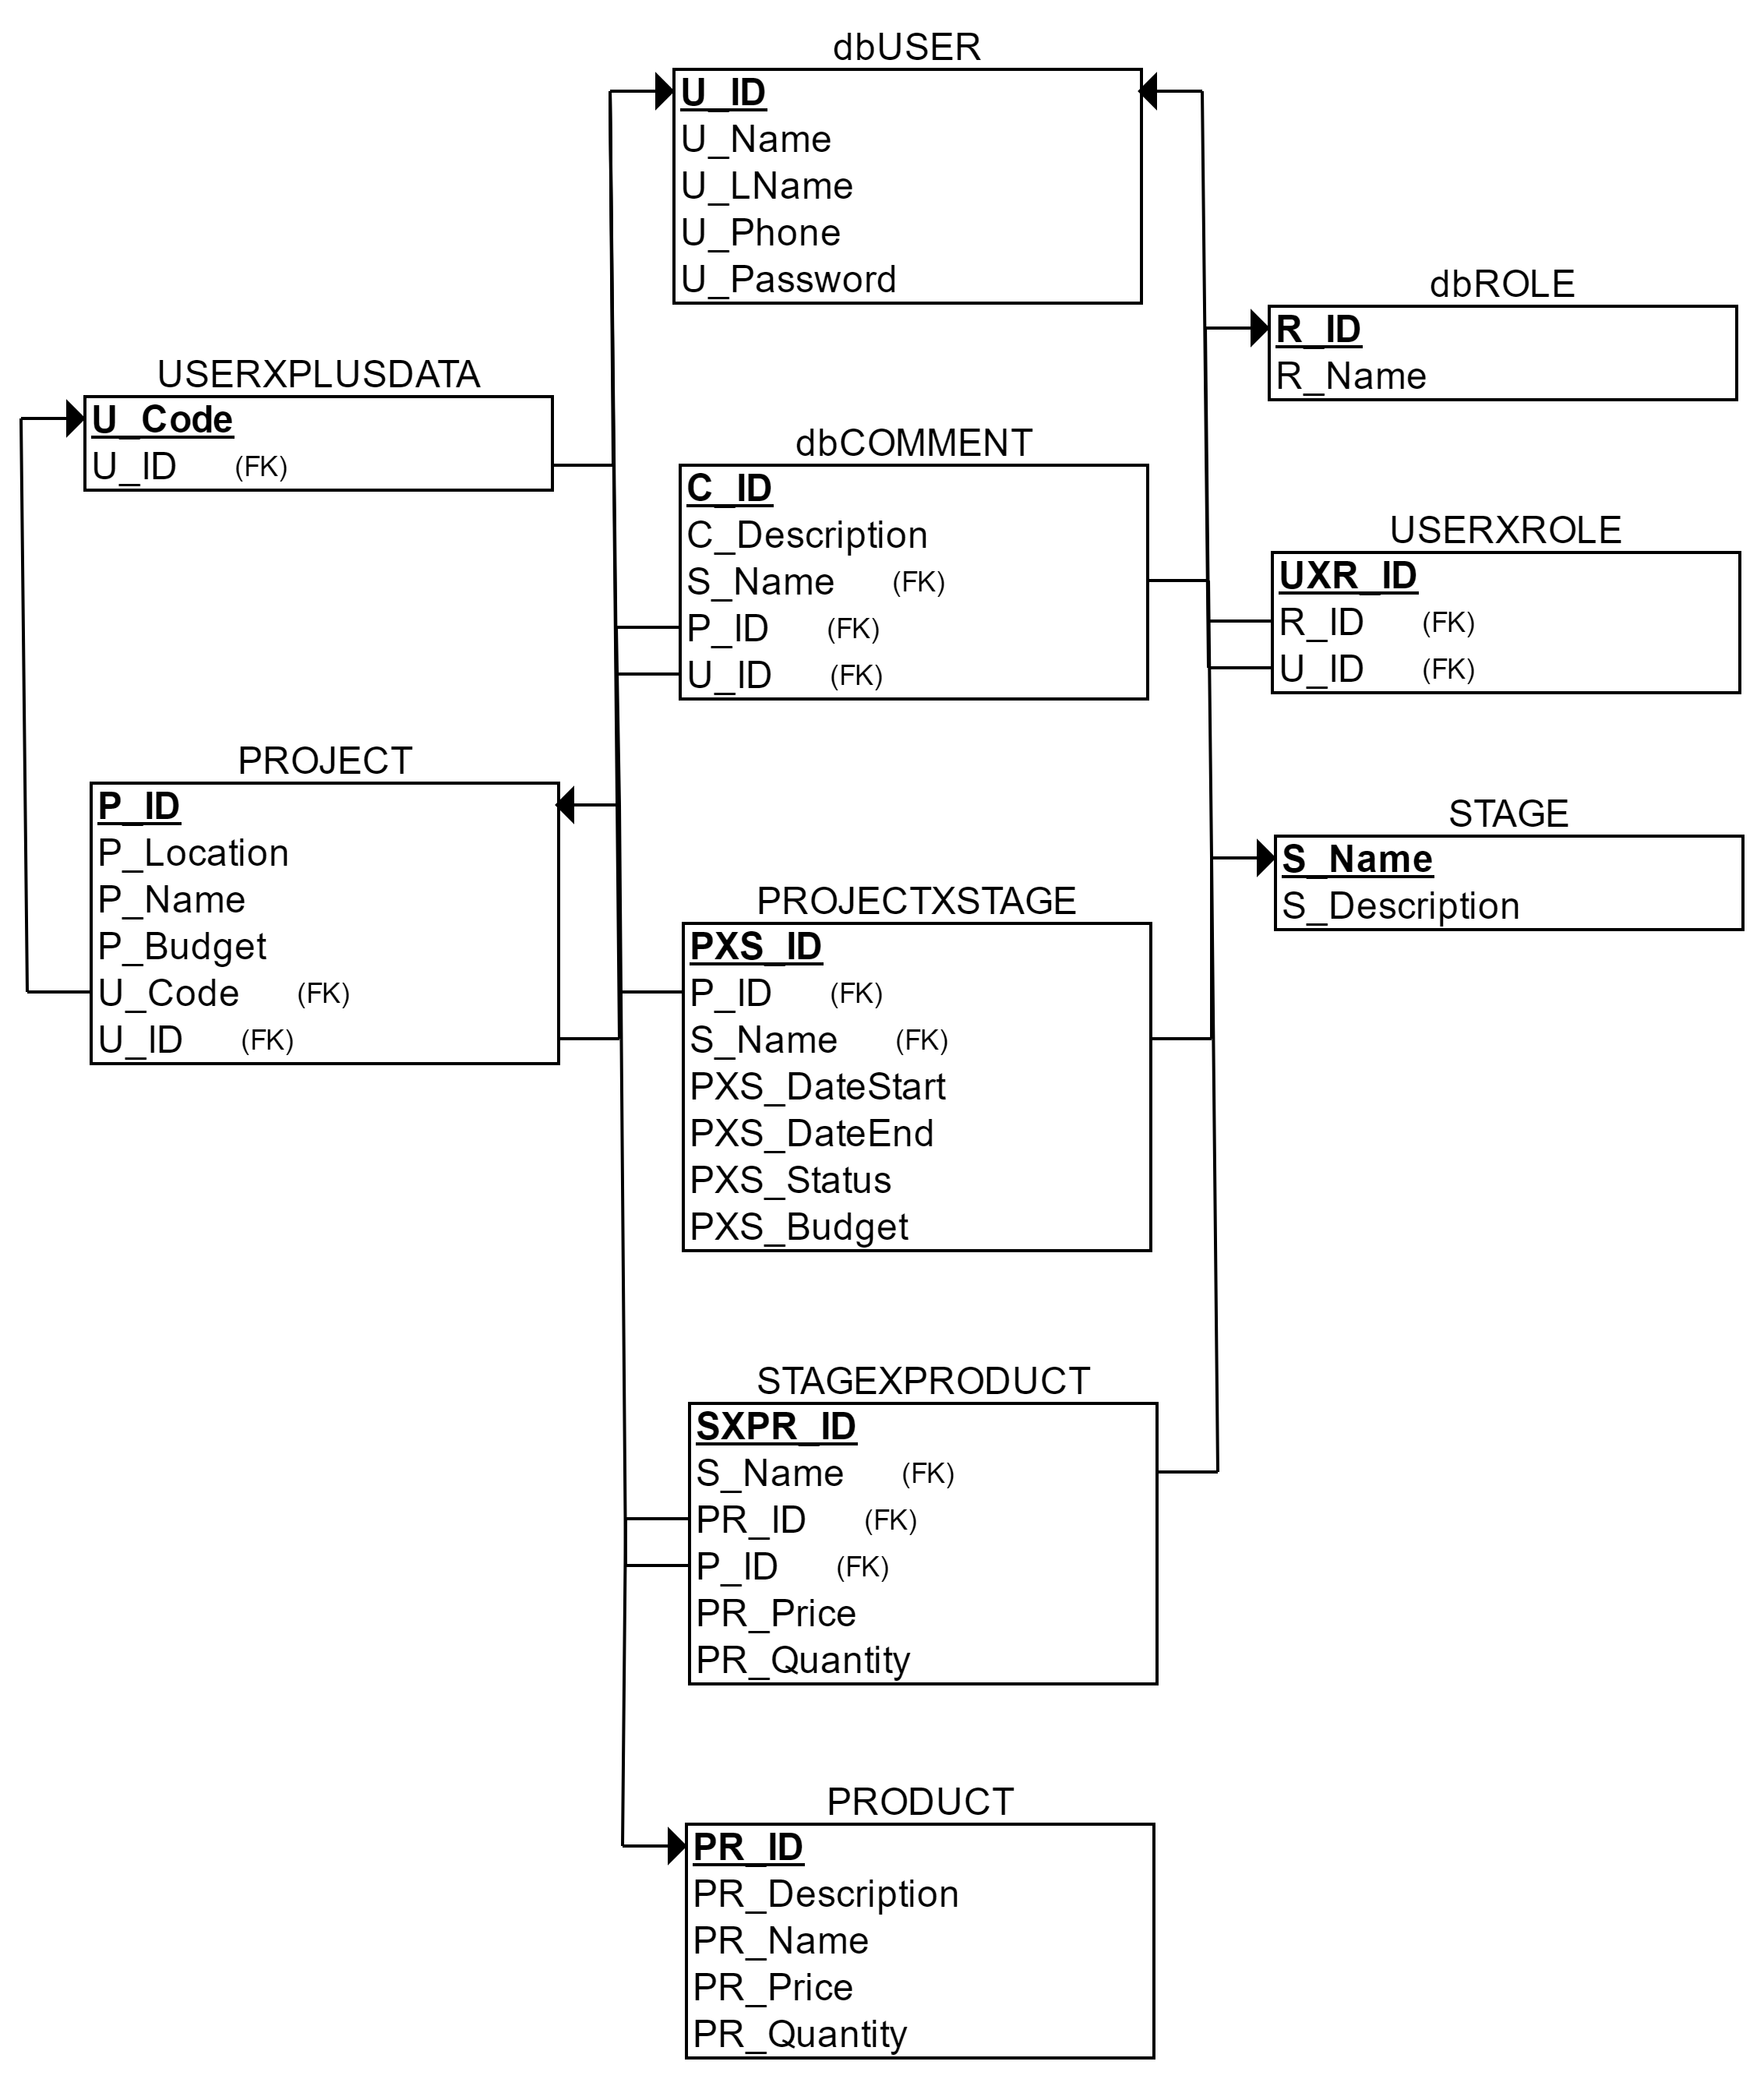 dbUSER
U_ID
U_Name
U_LName
U_Phone
U_Password
dbROLE
R_ID
R_Name
USERXPLUSDATA
U_Code
U_ID (FK)
dbCOMMENT
C_ID
C_Description
S_Name (FK)
P_ID (FK)
U_ID (FK)
USERXROLE
UXR_ID
R_ID (FK)
U_ID (FK)
PROJECT
P_ID
P_Location
P_Name
P_Budget
U_Code (FK)
U_ID (FK)
STAGE
S_Name
S_Description
PROJECTXSTAGE
PXS_ID
P_ID (FK)
S_Name (FK)
PXS_DateStart
PXS_DateEnd
PXS_Status
PXS_Budget
STAGEXPRODUCT
SXPR_ID
S_Name (FK)
PR_ID (FK)
P_ID (FK)
PR_Price
PR_Quantity
PRODUCT
PR_ID
PR_Description
PR_Name
PR_Price
PR_Quantity